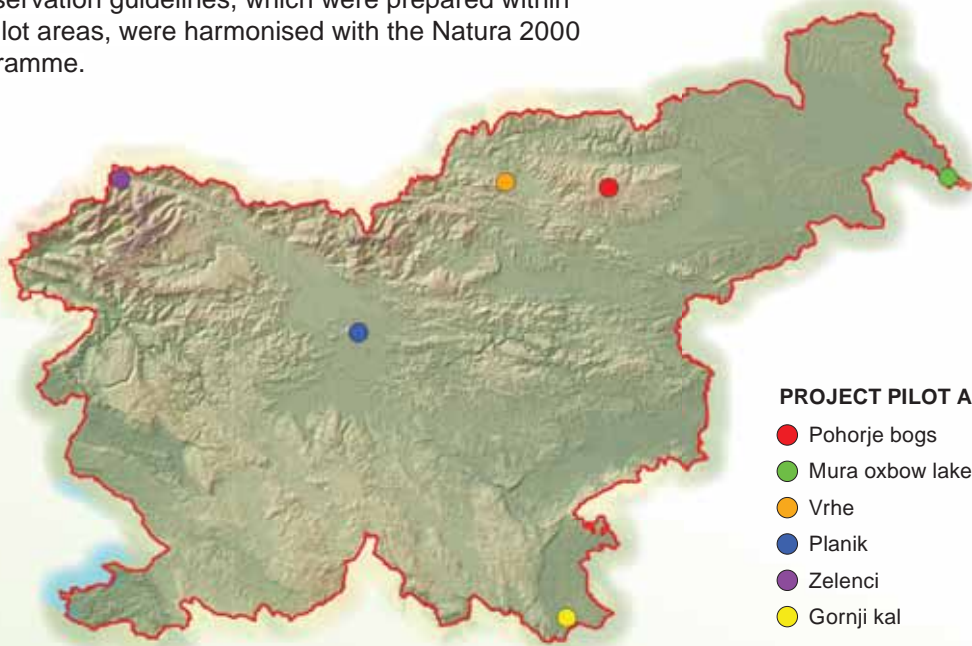 servation guidelines, which were prepared within
lot areas, were harmonised with the Natura 2000
ramme.
PROJECT PILOT A
Pohorje bogs
Mura oxbow lake
Vrhe
Planik
Zelenci
Gornji kal